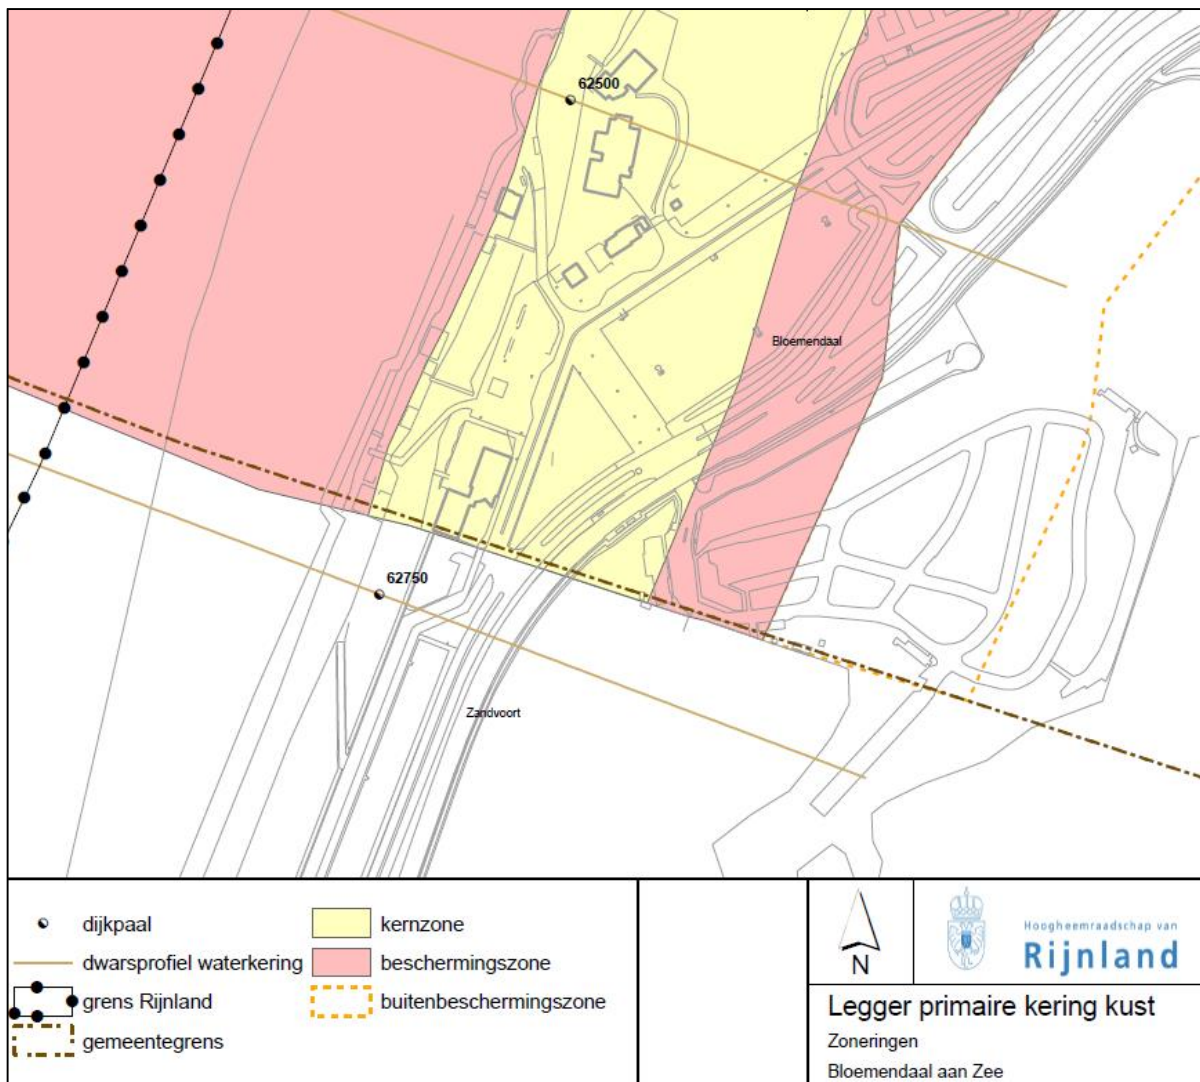 62500
Bloemendaal
62750
Zandvoort
dijkpaal
dwarsprofiel waterkering
grens Rijnland
gemeentegrens
kernzone
beschermingszone
buitenbeschermingszone
N
Hoogheemraadschap van
Rijnland
Legger primaire kering kust
Zoneringen
Bloemendaal aan Zee